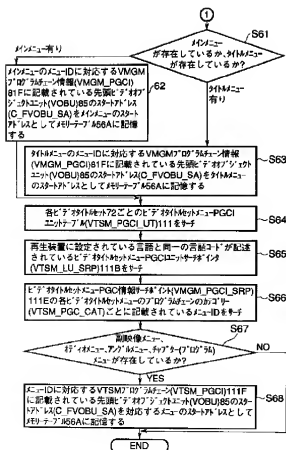 1
S61
メインメニューが存在しているか、タイトルメニューが存在しているか?
メインメニュー有り
タイトルメニュー有り
62
メインメニューのメニューIDに対応するVMGMプログラムチェーン情報
(VMGM_PGCI)
81Fに記載されている先頭ビデオオブジェクトユニット(VOBU)85のスタートアドレス
(C_FVOBU_SA)をメインメニューのスタートアドレスとしてメモリーテーブル56Aに記憶する
S63
タイトルメニューのメニューIDに対応するVMGMプログラムチェーン情報
(VMGM_PGCI)81Fに記載されている先頭ビデオオブジェクト
ユニット(VOBU)85のスタートアドレス(C_FVOBU_SA)をタイトルメニュー
のスタートアドレスとしてメモリーテーブル56Aに記憶する
S64
各ビデオタイトルセット72ごとのビデオタイトルセットメニューPGCI
ユニットテーブル(VTSM_PGCI_UT)111をサーチ
S65
再生装置に設定されている言語と同一の言語コードが記述
されているビデオタイトルセットメニューPGCIユニットサーチポインタ
(VTSM_LU_SRP)111Bをサーチ
S66
ビデオタイトルセットメニューPGC情報サーチポイント(VMGM_PGCI_SRP)
111Eの各ビデオタイトルセットメニューのプログラムチェーンのカテゴリー
(VTSM_PGC_CAT)ごとに記載されているメニューIDをサーチ
S67
副映像メニュー、
オーディオメニュー、アングルメニュー、チャプター(プログラム)
メニューが存在しているか?
NO
YES
S68
メニューIDに対応するVTSMプログラムチェーン(VTSM_PGCI)111F
に記載されている先頭ビデオオブジェクトユニット(VOBU)85のスタート
アドレス(C_FVOBU_SA)を対応するメニューのスタートアドレスとして
メモリーテーブル56Aに記憶する
END